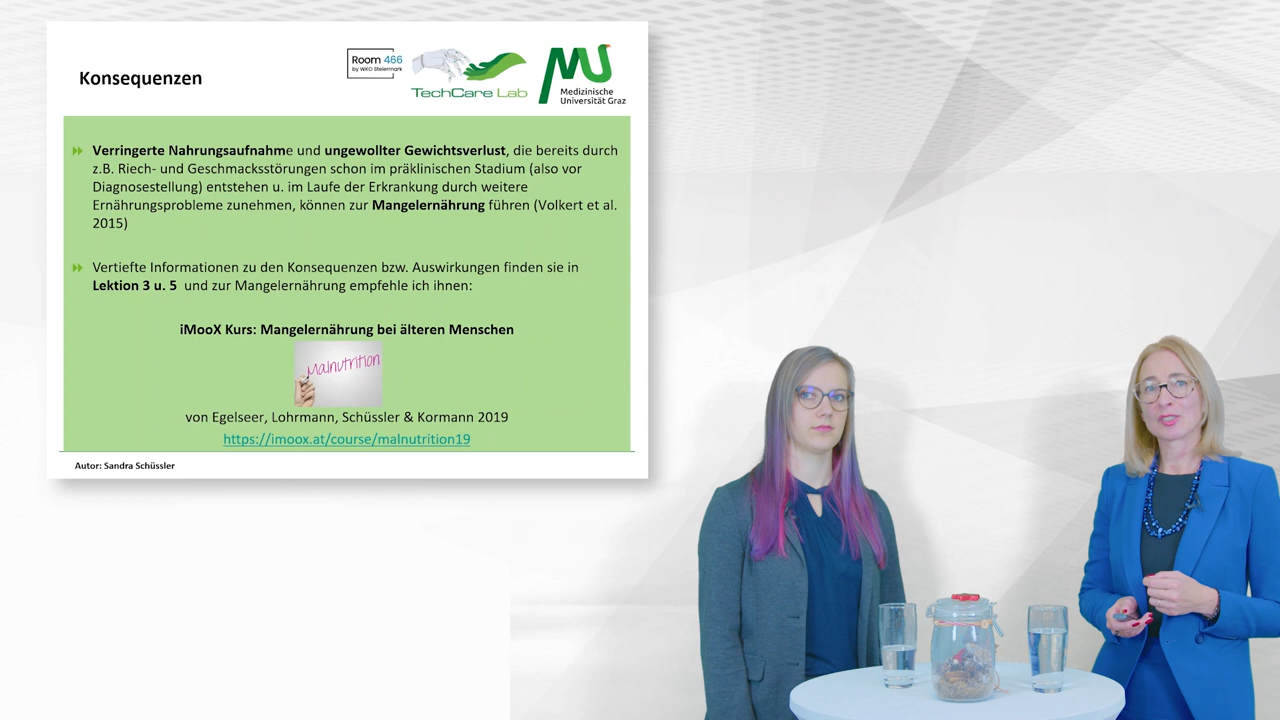 Konsequenzen
Room 466
by WKO Steiermark
TechCare Lab
Medizinische
Universität Graz
Verringerte Nahrungsaufnahme und ungewollter Gewichtsverlust, die bereits durch
z.B. Riech- und Geschmacksstörungen schon im präklinischen Stadium (also vor
Diagnosestellung) entstehen u. im Laufe der Erkrankung durch weitere
Ernährungsprobleme zunehmen, können zur Mangelernährung führen (Volkert et al.
2015)
Vertiefte Informationen zu den Konsequenzen bzw. Auswirkungen finden sie in
Lektion 3 u. 5 und zur Mangelernährung empfehle ich ihnen:
iMooX Kurs: Mangelernährung bei älteren Menschen
Malnutrition
von Egelseer, Lohrmann, Schüssler & Kormann 2019
https://imoox.at/course/malnutrition19
Autor: Sandra Schüssler